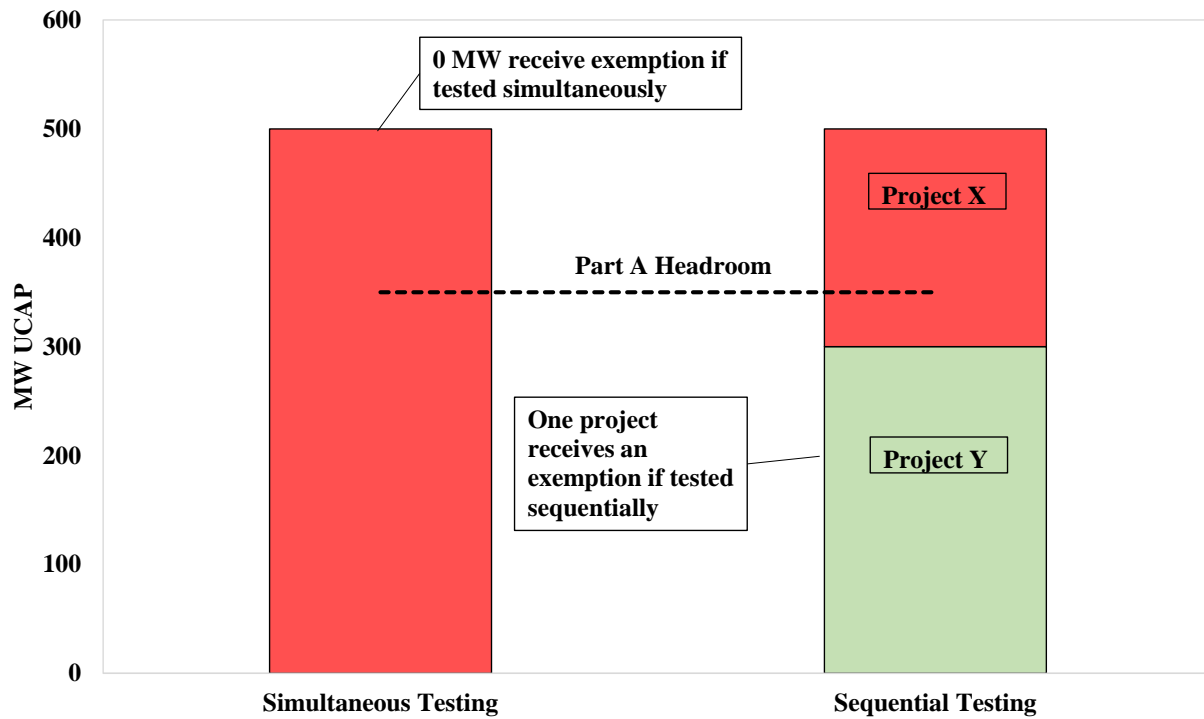 600
500
400
300
200
100
0
MW UCAP
0 MW receive exemption if
tested simultaneously
Project X
Part A Headroom
One project
receives an
exemption if tested
sequentially
Project Y
Simultaneous Testing
Sequential Testing